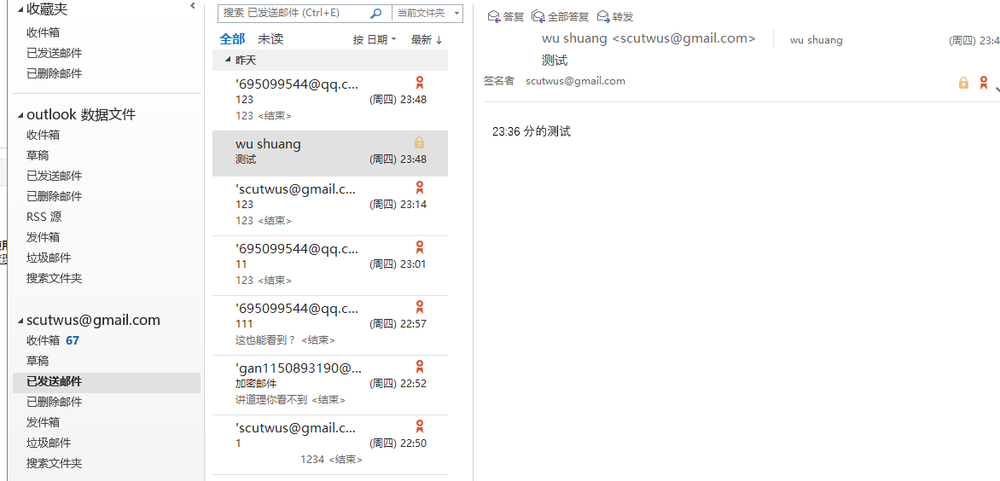 收藏夹
收件箱
已发送邮件
已删除邮件
outlook 数据文件
收件箱
草稿
已发送邮件
已删除邮件
RSS 源
发件箱
垃圾邮件
搜索文件夹
scutwus@gmail.com
收件箱 67
草稿
已发送邮件
已删除邮件
发件箱
垃圾邮件
搜索文件夹
搜索 已发送邮件 (Ctrl+E) 当前文件夹
全部 未读 按 日期 最新 ↓
昨天
'695099544@qq.c...
123 (周四) 23:48
123 <结束>
wu shuang
测试 (周四) 23:48
'scutwus@gmail.c...
123 (周四) 23:14
123 <结束>
'695099544@qq.c...
11 (周四) 23:01
123 <结束>
'695099544@qq.c...
111 (周四) 22:57
这也能看到？ <结束>
'gan1150893190@...
加密邮件 (周四) 22:52
讲道理你看不到 <结束>
'scutwus@gmail.c...
1 (周四) 22:50
1234 <结束>
答复 全部答复 转发
wu shuang <scutwus@gmail.com> wu shuang (周四) 23:4
测试
签名者 scutwus@gmail.com
23:36 分的测试